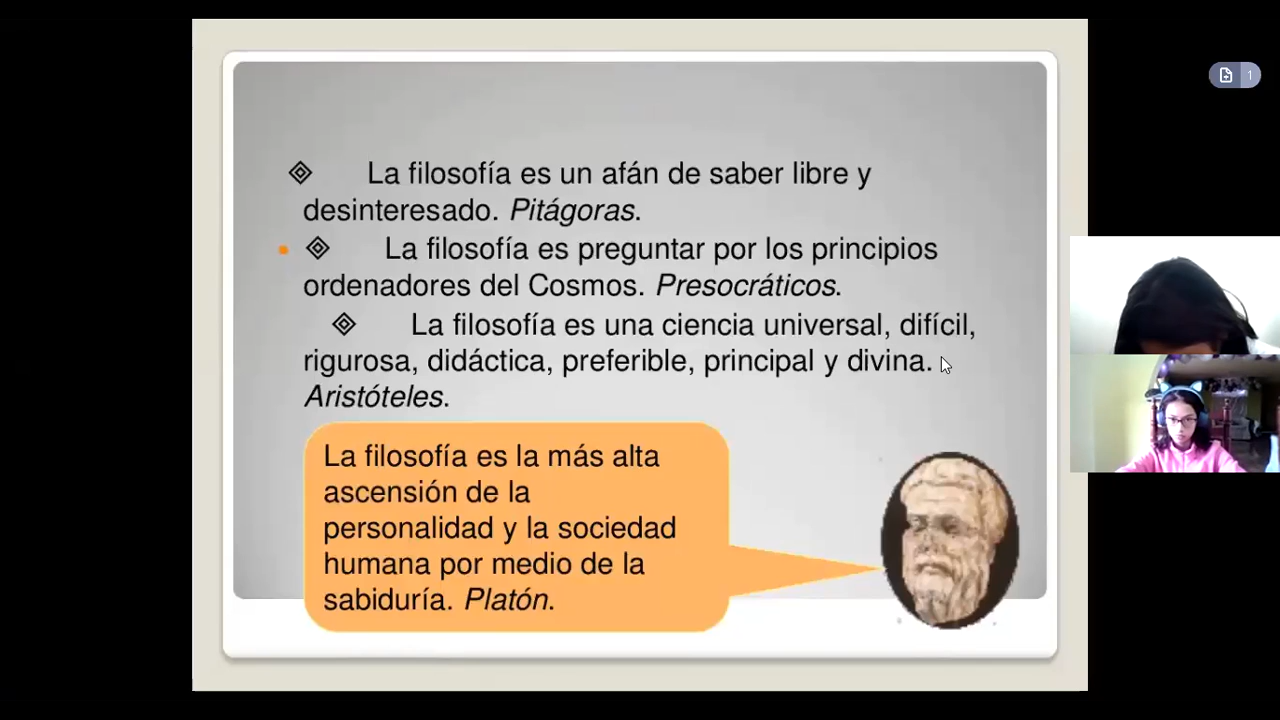 La filosofía es un afán de saber libre y
desinteresado. Pitágoras.
La filosofía es preguntar por los principios
ordenadores del Cosmos. Presocráticos.
La filosofía es una ciencia universal, difícil,
rigurosa, didáctica, preferible, principal y divina.
Aristóteles.
La filosofía es la más alta
ascensión de la
personalidad y la sociedad
humana por medio de la
sabiduría. Platón.
1